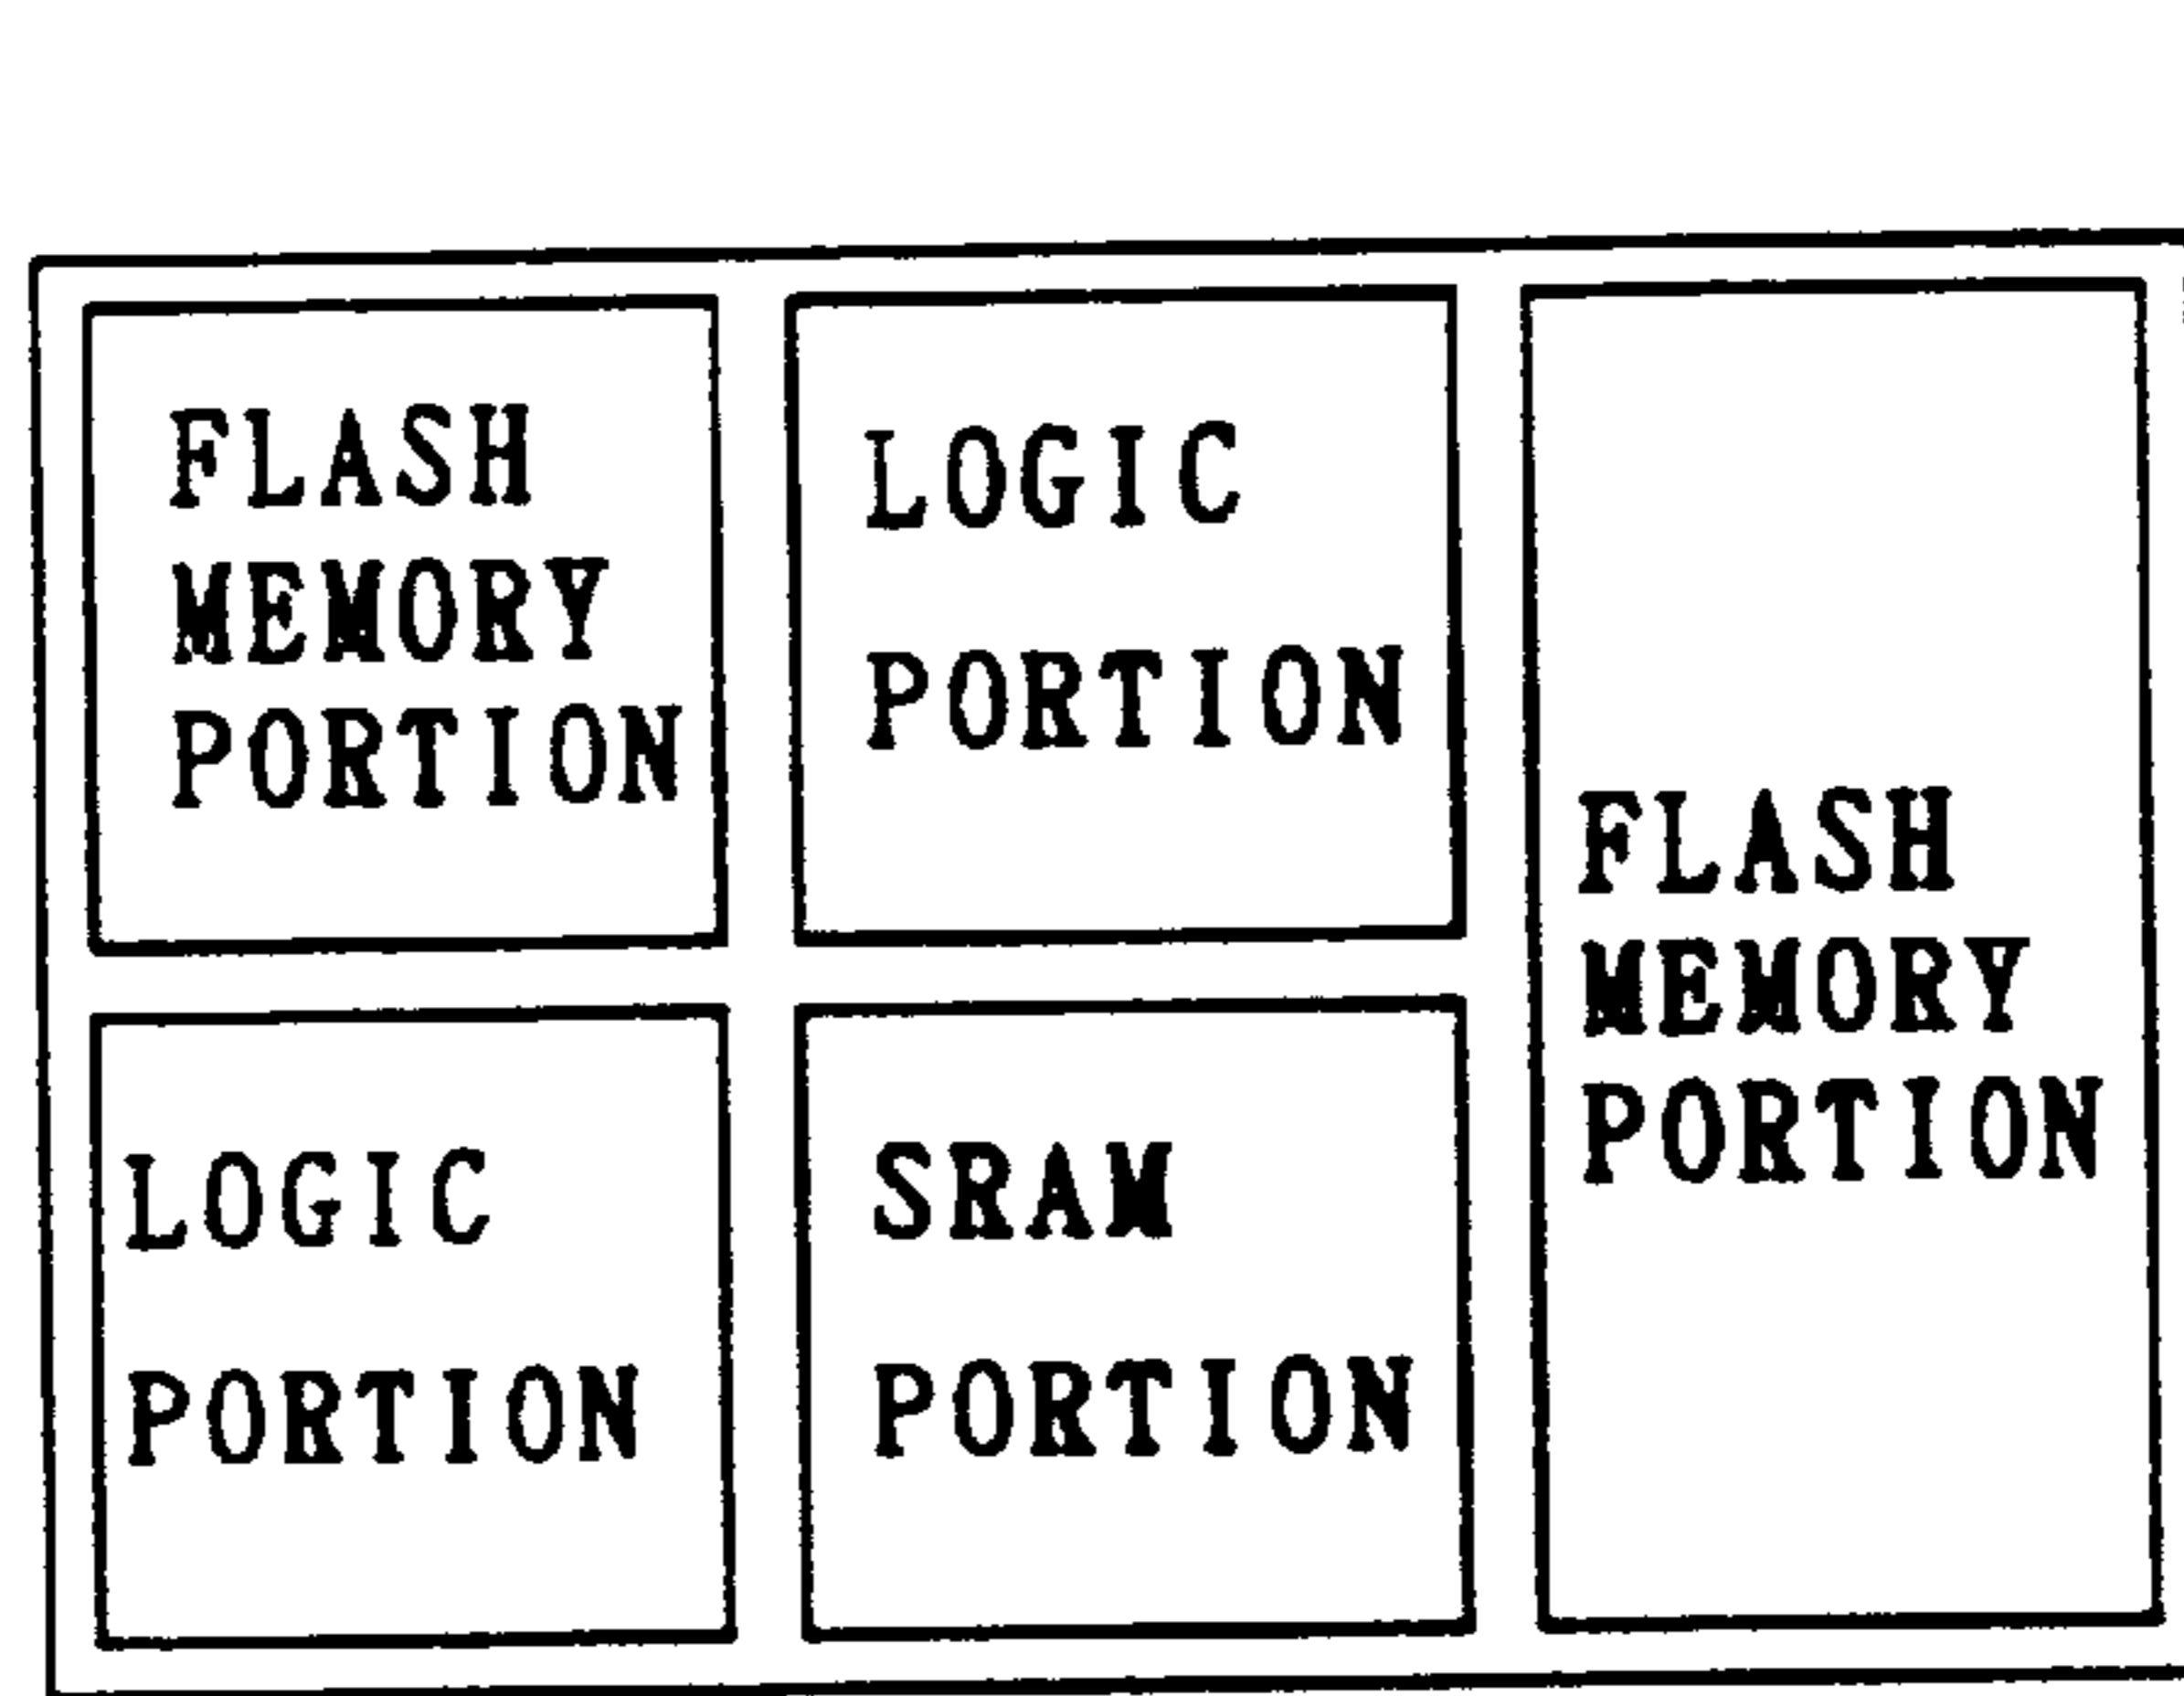 FLASH
MEMORY
PORTION
LOGIC
PORTION
FLASH
MEMORY
PORTION
LOGIC
PORTION
SRAM
PORTION